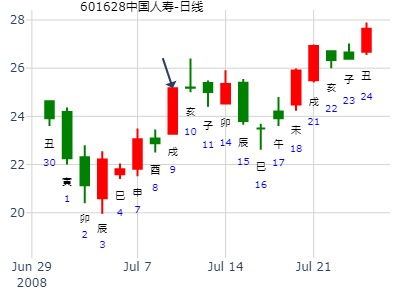 601628中国人寿-日线
28
26
24
22
20
丑
30
寅
1
卯
2
辰
3
巳
4
申
7
酉
8
戌
9
亥
10
子
11
卯
14
辰
15
巳
16
午
17
未
18
戌
21
亥
22
子
23
丑
24
Jun 29
2008
Jul 7
Jul 14
Jul 21